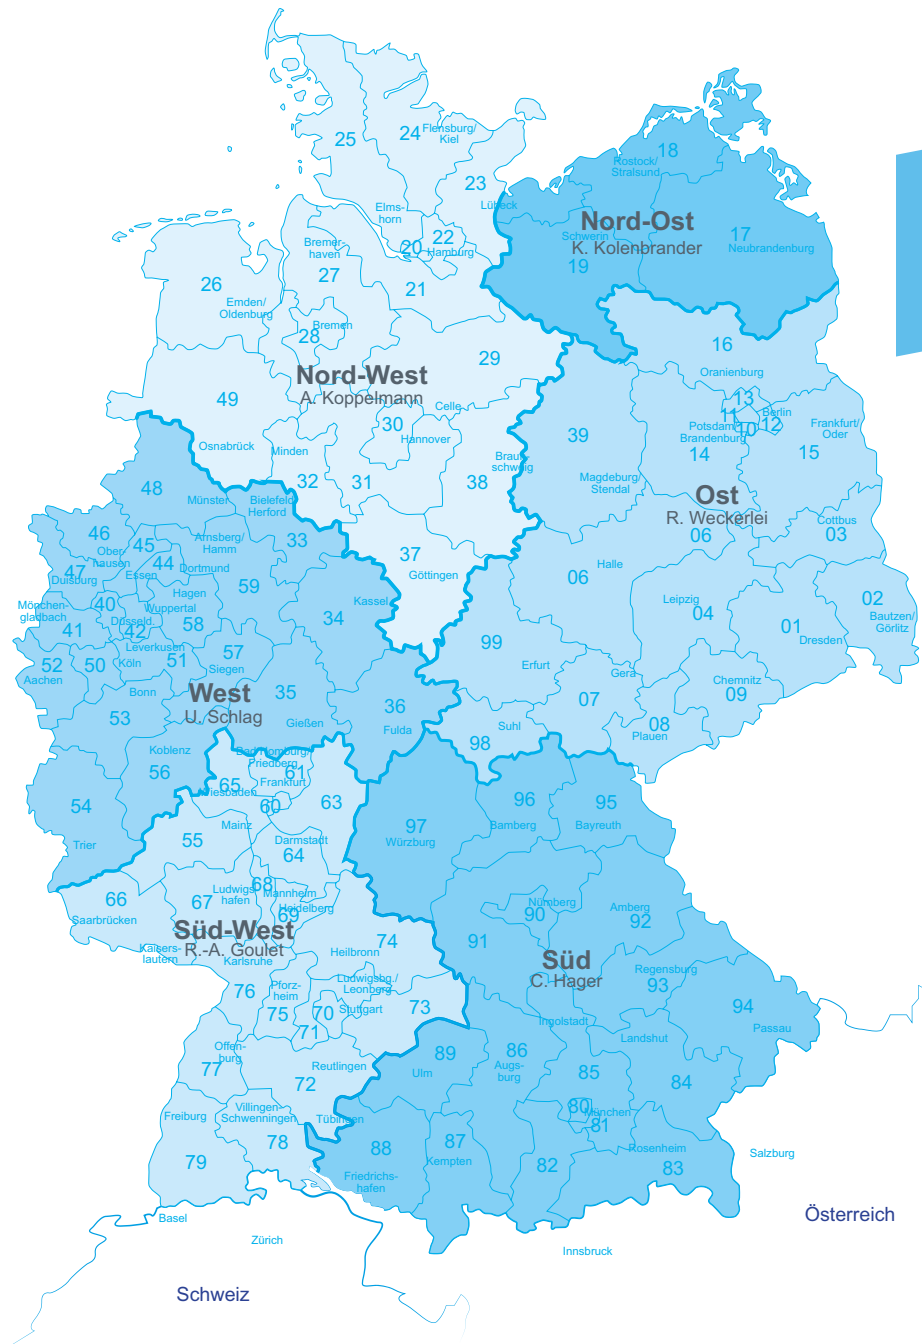 24
Flensburg/
Kiel
25
18
Rostock/
Stralsund
23
Lübeck
Elms-
horn
Nord-Ost
K. Kolenbrander
17
Neubrandenburg
Schwerin
19
22
Hamburg
20
Bremer-
haven
27
21
26
Emden/
Oldenburg
Bremen
28
29
16
Oranienburg
Nord-West
A. Koppelmann
49
Celle
30
Hannover
Osnabrück
Minden
32
31
38
Braun-
schweig
39
Magdeburg/
Stendal
13
Berlin
11
10
12
Potsdam
Brandenburg
14
Frankfurt/
Oder
15
Ost
R. Weckerlei
48
Münster
Bielefeld
Herford
33
46
Ober-
hausen
45
Arnsberg/
Hamm
44
Essen
Dortmund
47
Duisburg
59
Hagen
Wuppertal
37
Göttingen
06
Halle
06
Cottbus
03
Mönchen-
gladbach
40
Düsseld.
41
42
58
Leverkusen
34
Kassel
Leipzig
04
01
Dresden
02
Bautzen/
Görlitz
52
Aachen
50
Köln
51
57
Siegen
99
Erfurt
Gera
07
Chemnitz
09
Bonn
53
West
U. Schlag
35
Gießen
36
Fulda
Suhl
98
08
Plauen
Koblenz
56
Bad Homburg/
Friedberg
61
Frankfurt
65
Wiesbaden
60
63
54
Trier
55
Mainz
Darmstadt
64
97
Würzburg
96
Bamberg
95
Bayreuth
66
Saarbrücken
67
Ludwigs-
hafen
68
Mannheim
Heidelberg
69
Nürnberg
90
Amberg
92
Süd-West
R.-A. Goulet
Kaisers-
lautern
Karlsruhe
Heilbronn
74
91
Süd
C. Hager
Regensburg
93
94
Passau
76
Pforz-
heim
75
Ludwigsbg./
Leonberg
70
Stuttgart
71
73
Ingolstadt
Landshut
Offen-
burg
77
Reutlingen
72
89
Ulm
86
Augs-
burg
85
84
Freiburg
79
Villingen-
Schwenningen
78
Tübingen
88
Friedrichs-
hafen
87
Kempten
80
München
81
82
Rosenheim
83
Salzburg
Basel
Zürich
Innsbruck
Österreich
Schweiz